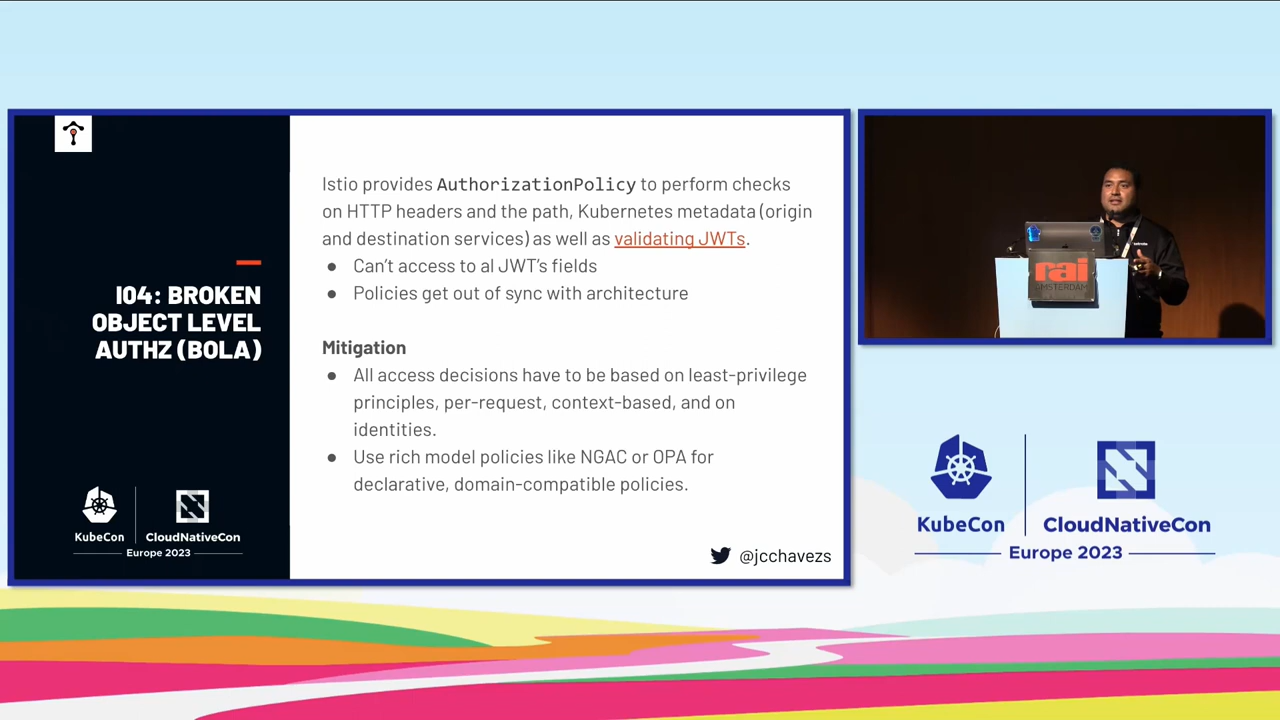 I04: BROKEN
OBJECT LEVEL
AUTHZ (BOLA)
KubeCon
CloudNativeCon
Europe 2023
Istio provides AuthorizationPolicy to perform checks
on HTTP headers and the path, Kubernetes metadata (origin
and destination services) as well as validating JWTs.
● Can't access to al JWT's fields
● Policies get out of sync with architecture
Mitigation
● All access decisions have to be based on least-privilege
principles, per-request, context-based, and on
identities.
● Use rich model policies like NGAC or OPA for
declarative, domain-compatible policies.
@jcchavezs
rai
AMSTERDAM
KubeCon
CloudNativeCon
Europe 2023